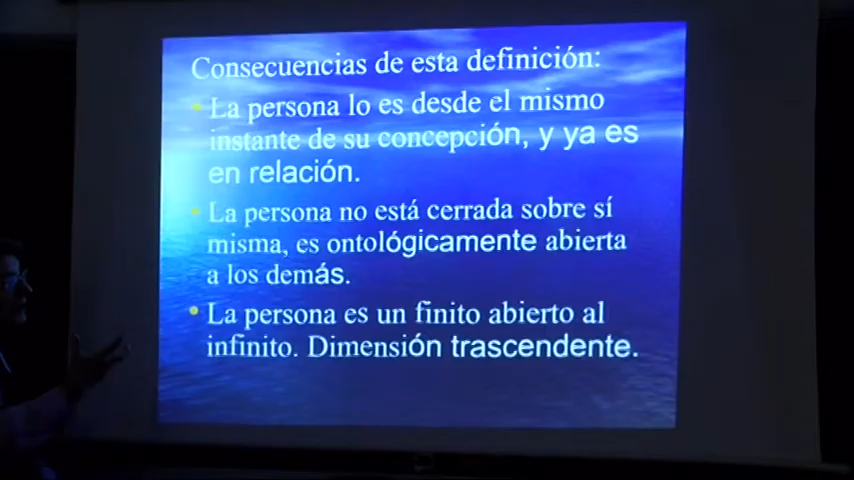 Consecuencias de esta definición:
• La persona lo es desde el mismo
instante de su concepción, y ya es
en relación.
• La persona no está cerrada sobre sí
misma, es ontológicamente abierta
a los demás.
• La persona es un finito abierto al
infinito. Dimensión trascendente.